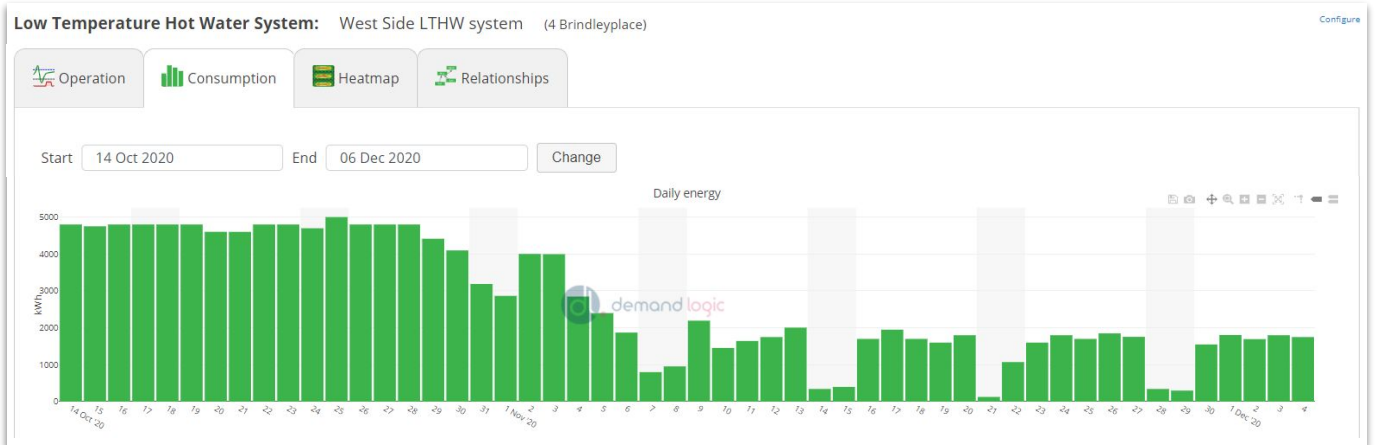 Low Temperature Hot Water System: West Side LTHW system (4 Brindleyplace)
Configure
Operation Consumption Heatmap Relationships
Start 14 Oct 2020 End 06 Dec 2020 Change
Daily energy
5000
4000
3000
2000
1000
0
kWh
demand logic
14 Oct '20 15 16 17 18 19 20 21 22 23 24 25 26 27 28 29 30 31 1 Nov '20 2 3 4 5 6 7 8 9 10 11 12 13 14 15 16 17 18 19 20 21 22 23 24 25 26 27 28 29 30 1 Dec '20 2 3 4